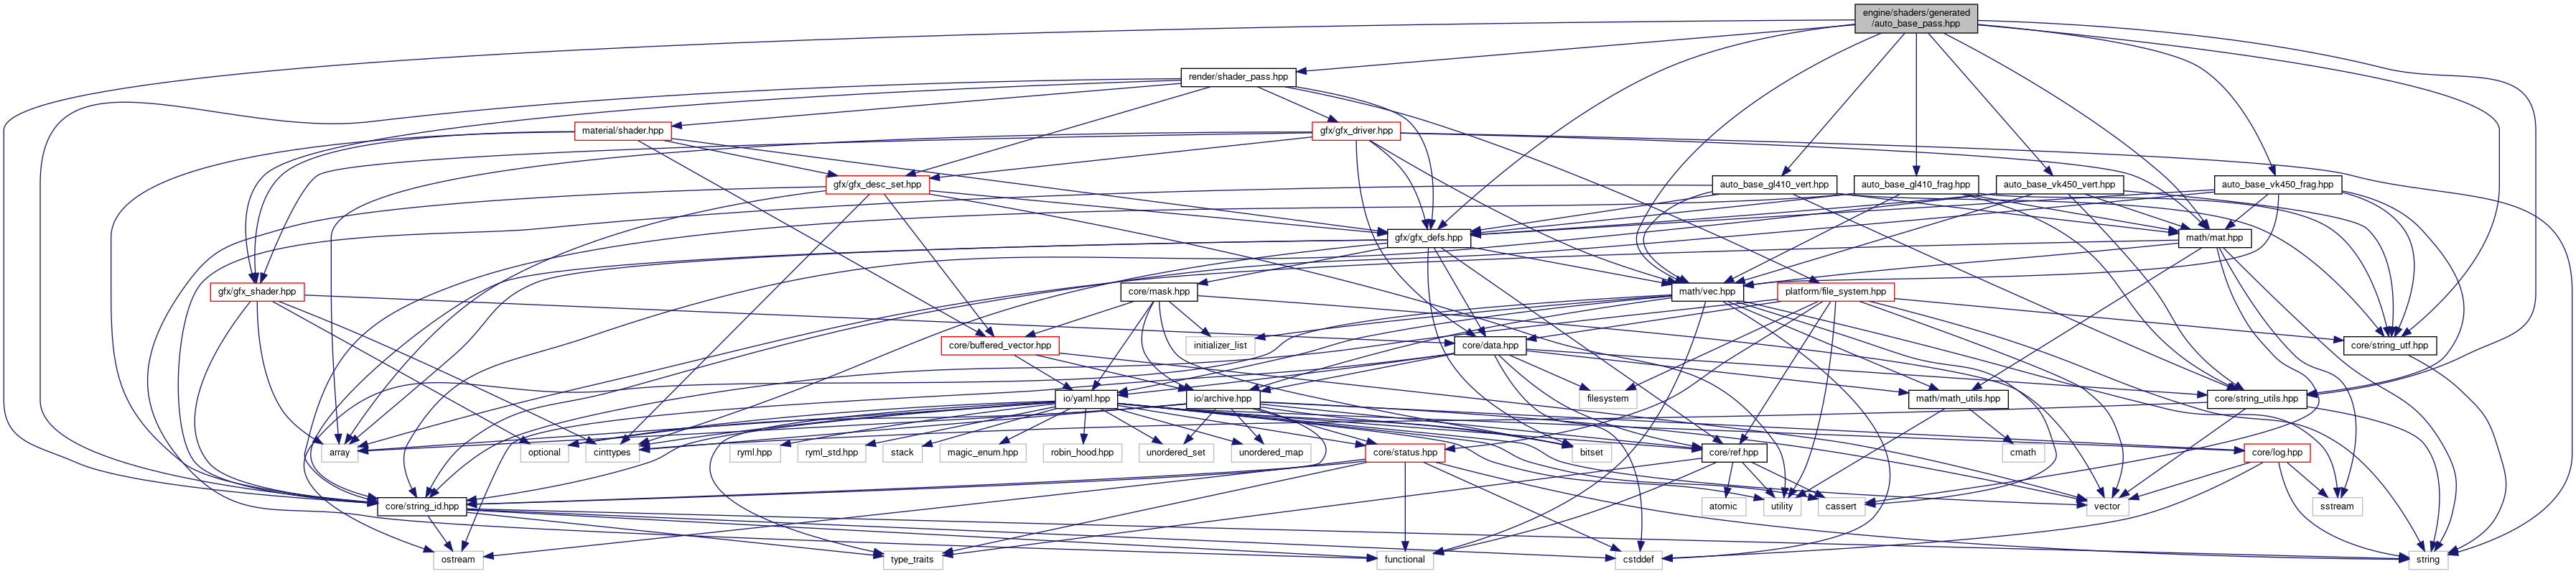 engine/shaders/generated
/auto_base_pass.hpp
render/shader_pass.hpp
material/shader.hpp
gfx/gfx_driver.hpp
gfx/gfx_desc_set.hpp
auto_base_gl410_vert.hpp
auto_base_gl410_frag.hpp
auto_base_vk450_vert.hpp
auto_base_vk450_frag.hpp
gfx/gfx_defs.hpp
math/mat.hpp
gfx/gfx_shader.hpp
core/mask.hpp
math/vec.hpp
platform/file_system.hpp
core/buffered_vector.hpp
initializer_list
core/data.hpp
core/string_utf.hpp
io/yaml.hpp
io/archive.hpp
filesystem
math/math_utils.hpp
core/string_utils.hpp
array
optional
cinttypes
ryml.hpp
ryml_std.hpp
stack
magic_enum.hpp
robin_hood.hpp
unordered_set
unordered_map
core/status.hpp
bitset
core/ref.hpp
cmath
core/log.hpp
core/string_id.hpp
atomic
utility
cassert
vector
sstream
ostream
type_traits
functional
cstddef
string